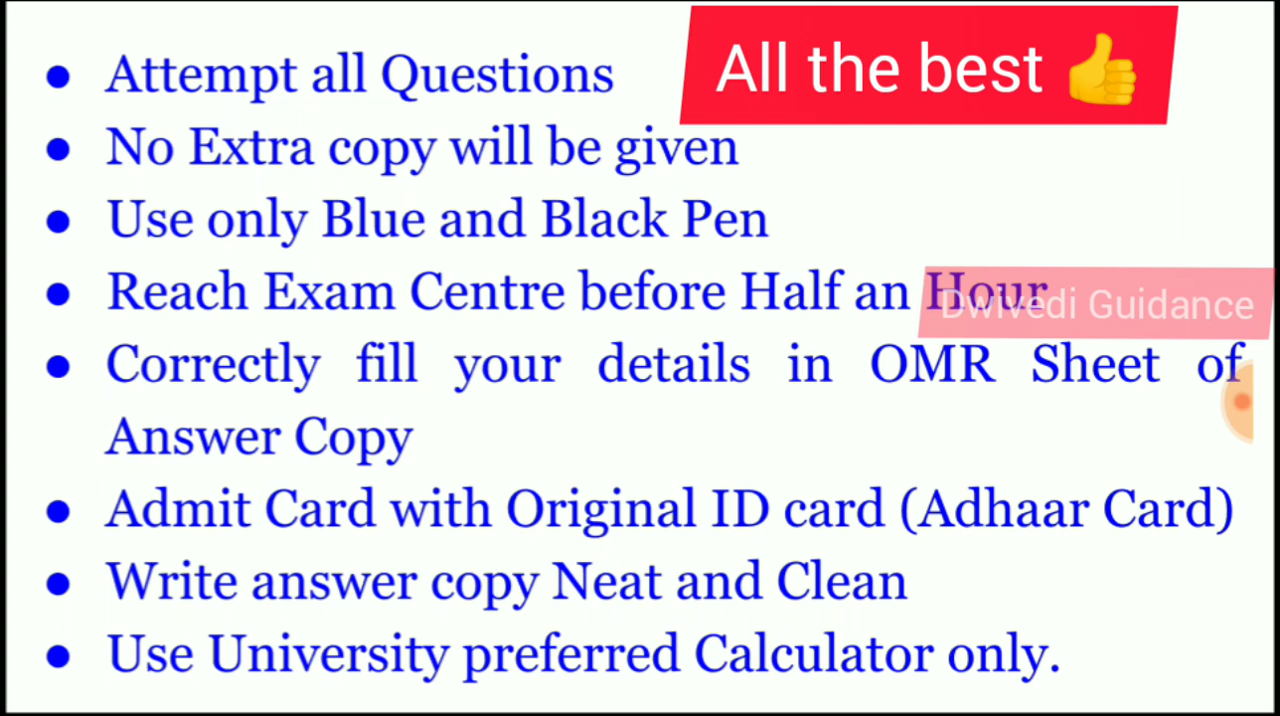 All the best 👍
● Attempt all Questions
● No Extra copy will be given
● Use only Blue and Black Pen
● Reach Exam Centre before Half an Hour
Dwivedi Guidance
● Correctly fill your details in OMR Sheet of
Answer Copy
● Admit Card with Original ID card (Adhaar Card)
● Write answer copy Neat and Clean
● Use University preferred Calculator only.